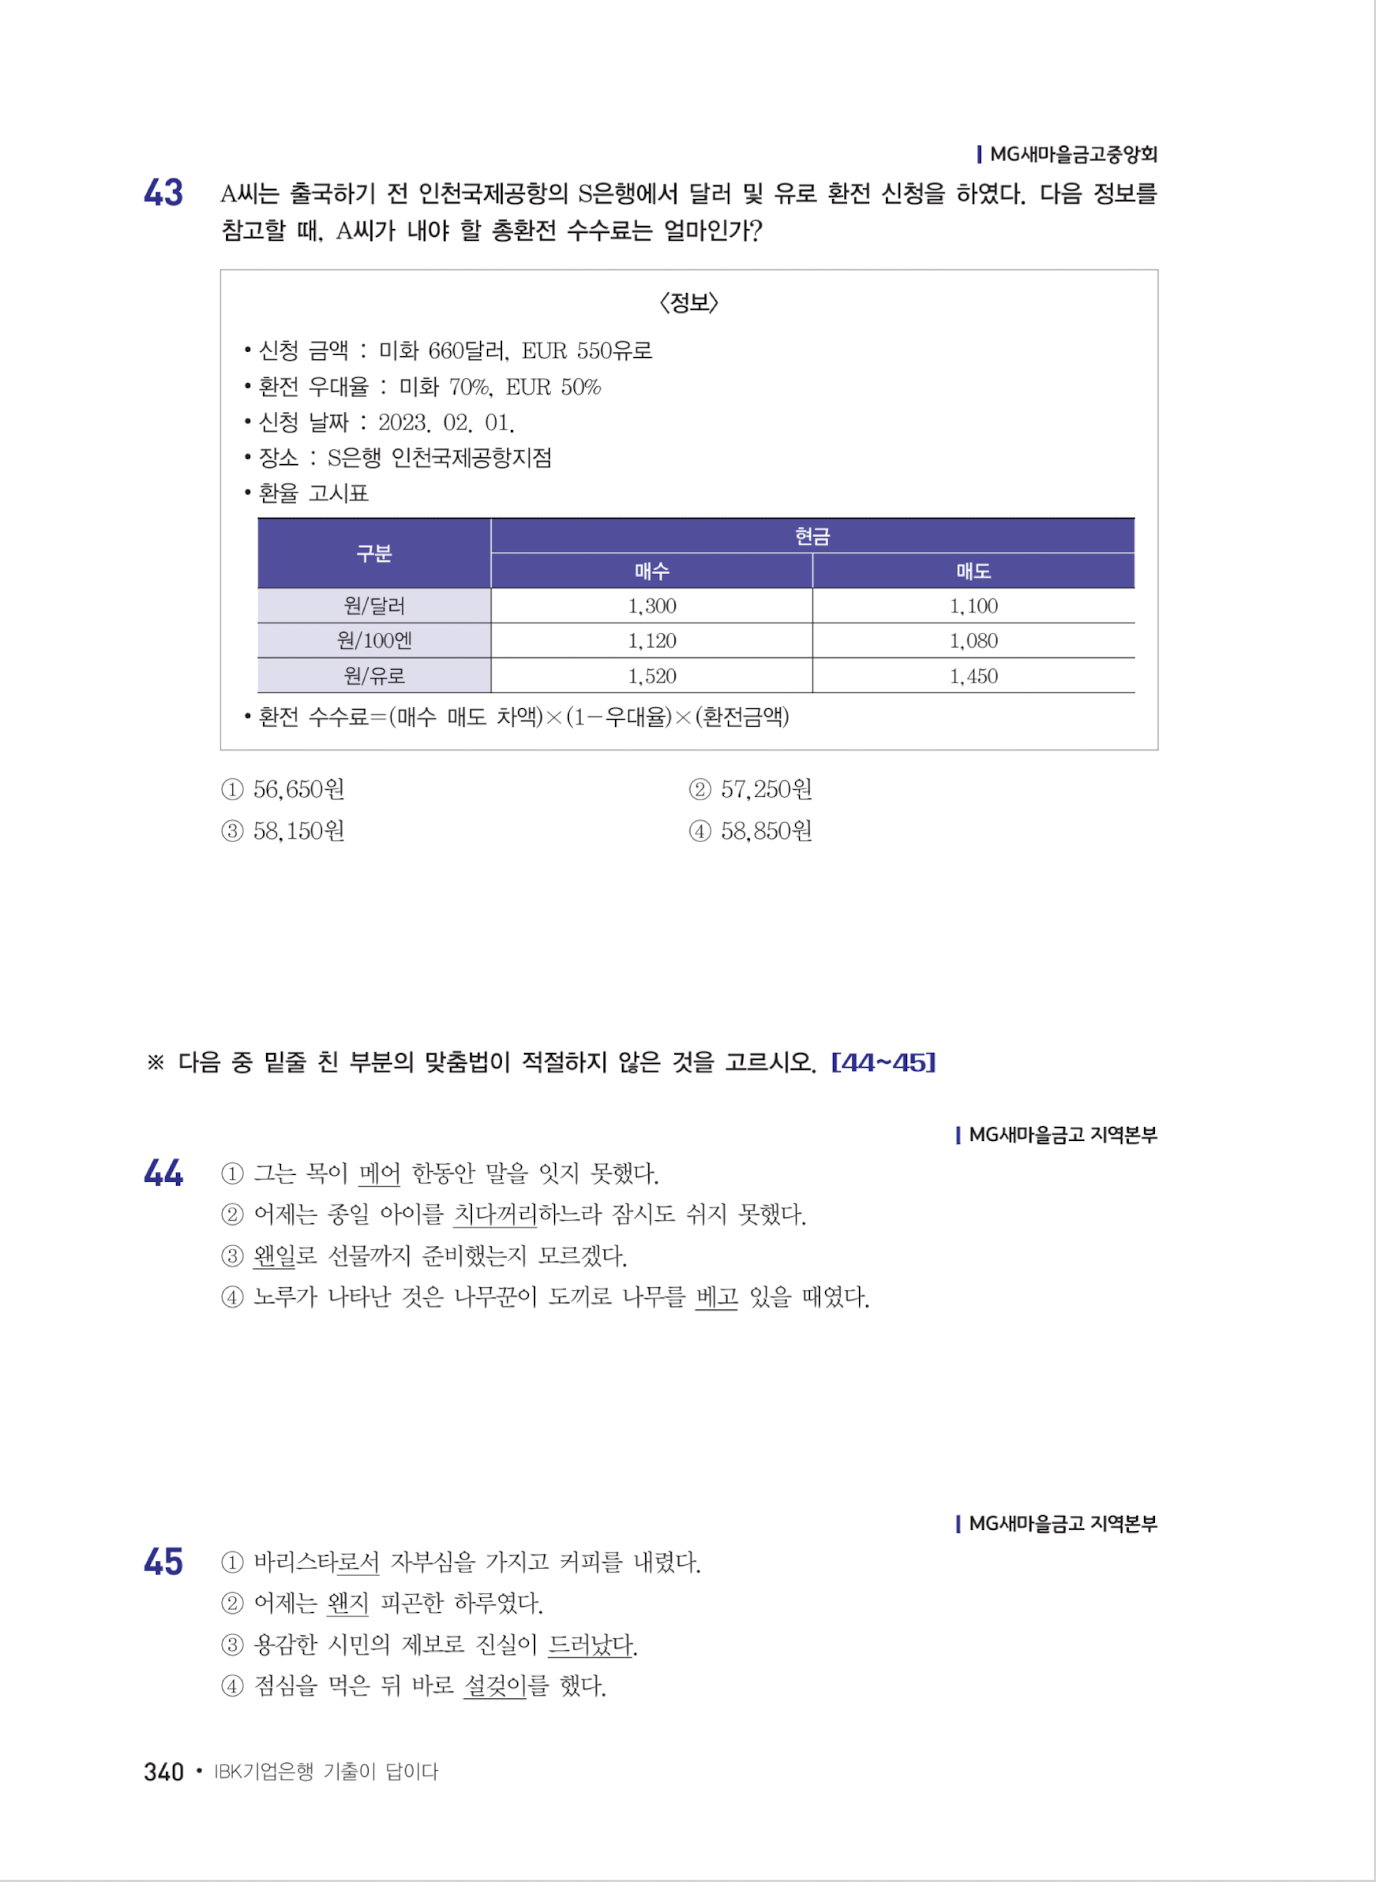 MG새마을금고중앙회
43 A씨는 출국하기 전 인천국제공항의 S은행에서 달러 및 유로 환전 신청을 하였다. 다음 정보를
참고할 때, A씨가 내야 할 총환전 수수료는 얼마인가?
〈정보〉
• 신청 금액 : 미화 660달러, EUR 550유로
• 환전 우대율 : 미화 70%, EUR 50%
• 신청 날짜 : 2023. 02. 01.
• 장소 : S은행 인천국제공항지점
• 환율 고시표
구분 현금
매수 매도
원/달러 1,300 1,100
원/100엔 1,120 1,080
원/유로 1,520 1,450
• 환전 수수료=(매수 매도 차액)×(1-우대율)×(환전금액)
① 56,650원 ② 57,250원
③ 58,150원 ④ 58,850원
※ 다음 중 밑줄 친 부분의 맞춤법이 적절하지 않은 것을 고르시오. [44~45]
MG새마을금고 지역본부
44 ① 그는 목이 메어 한동안 말을 잇지 못했다.
② 어제는 종일 아이를 치다꺼리하느라 잠시도 쉬지 못했다.
③ 왠일로 선물까지 준비했는지 모르겠다.
④ 노루가 나타난 것은 나무꾼이 도끼로 나무를 베고 있을 때였다.
MG새마을금고 지역본부
45 ① 바리스타로서 자부심을 가지고 커피를 내렸다.
② 어제는 왠지 피곤한 하루였다.
③ 용감한 시민의 제보로 진실이 드러났다.
④ 점심을 먹은 뒤 바로 설겆이를 했다.
340 • IBK기업은행 기출이 답이다